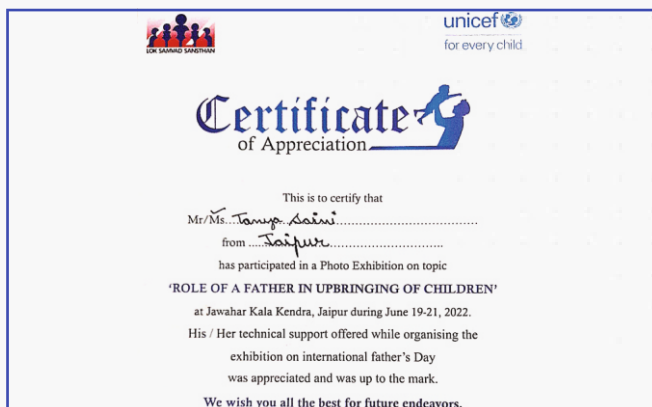 LOK SAMVAD SANSTHAN
unicef
for every child
Certificate
of Appreciation
This is to certify that
Mr/Ms...Tanya Saini..........................................
from .....Jaipur.................................
has participated in a Photo Exhibition on topic
‘ROLE OF A FATHER IN UPBRINGING OF CHILDREN’
at Jawahar Kala Kendra, Jaipur during June 19-21, 2022.
His / Her technical support offered while organising the
exhibition on international father’s Day
was appreciated and was up to the mark.
We wish you all the best for future endeavors.